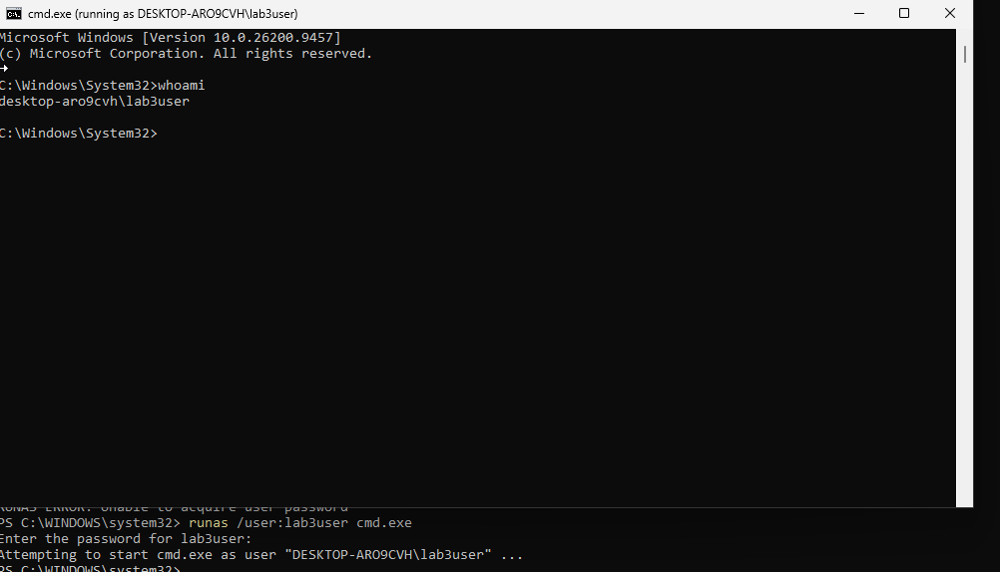 cmd.exe (running as DESKTOP-ARO9CVH\lab3user)
Microsoft Windows [Version 10.0.26200.9457]
(c) Microsoft Corporation. All rights reserved.
C:\Windows\System32>whoami
desktop-aro9cvh\lab3user
C:\Windows\System32>
RUNAS ERROR: Unable to acquire user password
PS C:\WINDOWS\system32> runas /user:lab3user cmd.exe
Enter the password for lab3user:
Attempting to start cmd.exe as user "DESKTOP-ARO9CVH\lab3user" ...
PS C:\WINDOWS\system32>